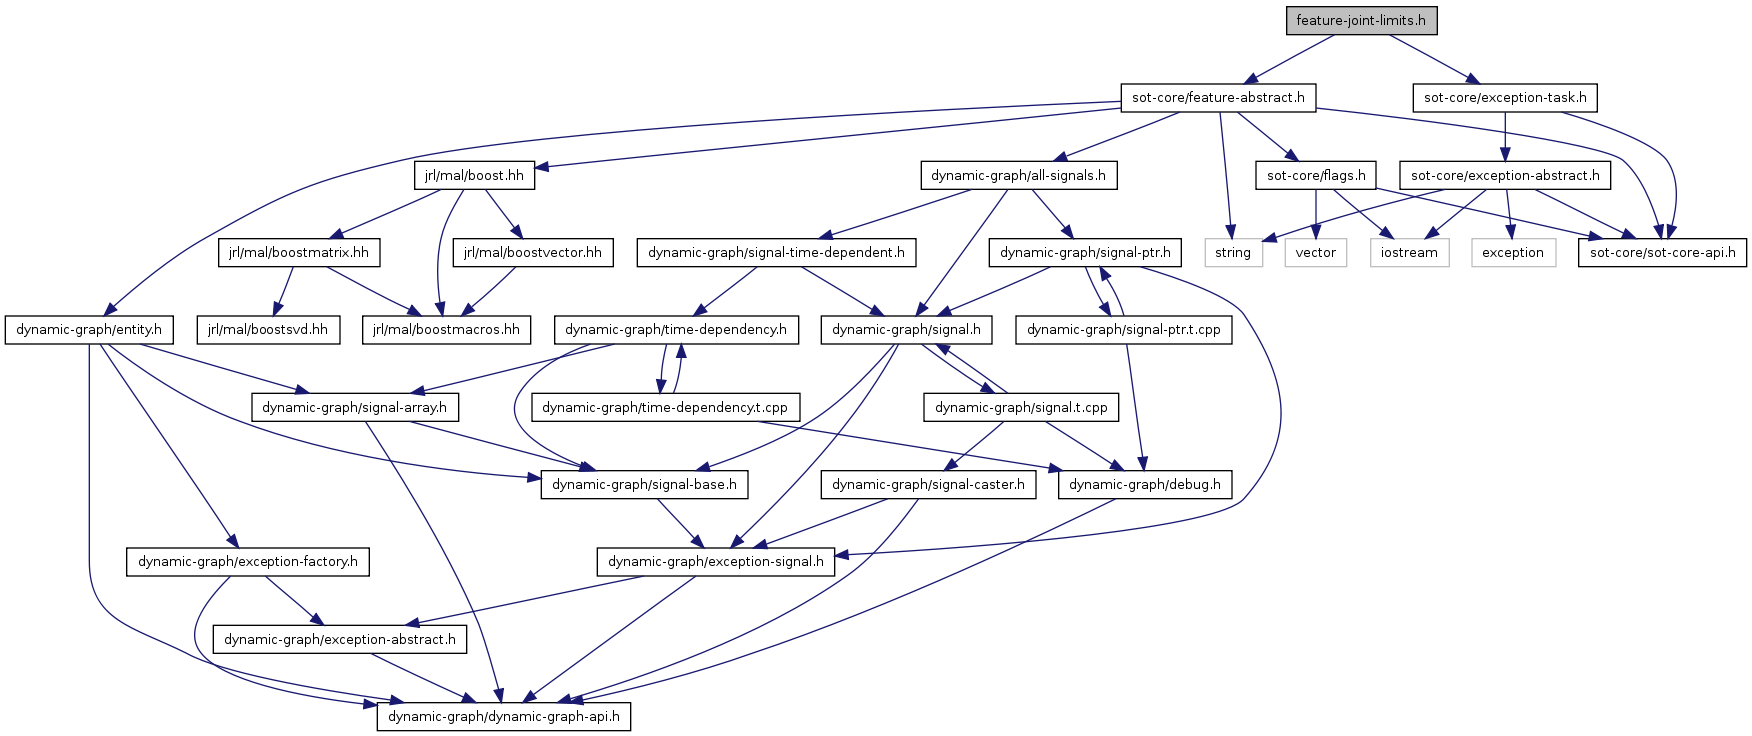 feature-joint-limits.h
sot-core/feature-abstract.h
sot-core/exception-task.h
jrl/mal/boost.hh
dynamic-graph/all-signals.h
sot-core/flags.h
sot-core/exception-abstract.h
jrl/mal/boostmatrix.hh
jrl/mal/boostvector.hh
dynamic-graph/signal-time-dependent.h
dynamic-graph/signal-ptr.h
string
vector
iostream
exception
sot-core/sot-core-api.h
dynamic-graph/entity.h
jrl/mal/boostsvd.hh
jrl/mal/boostmacros.hh
dynamic-graph/time-dependency.h
dynamic-graph/signal.h
dynamic-graph/signal-ptr.t.cpp
dynamic-graph/signal-array.h
dynamic-graph/time-dependency.t.cpp
dynamic-graph/signal.t.cpp
dynamic-graph/signal-base.h
dynamic-graph/signal-caster.h
dynamic-graph/debug.h
dynamic-graph/exception-factory.h
dynamic-graph/exception-signal.h
dynamic-graph/exception-abstract.h
dynamic-graph/dynamic-graph-api.h